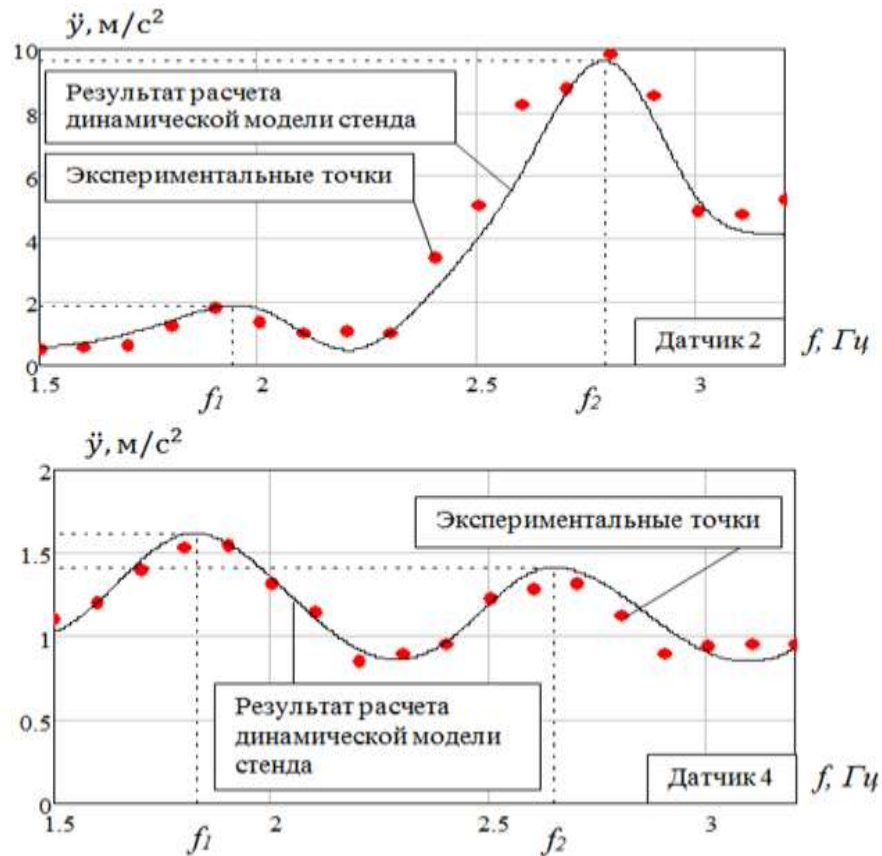 ÿ, м/с²
10
Результат расчета
динамической модели стенда
8
Экспериментальные точки
6
4
2
Датчик 2
0
f, Гц
1.5
2
2.5
3
f₁
f₂
ÿ, м/с²
2
Экспериментальные точки
1.5
1
Результат расчета
динамической модели
стенда
0.5
Датчик 4
0
f, Гц
1.5
2
2.5
3
f₁
f₂